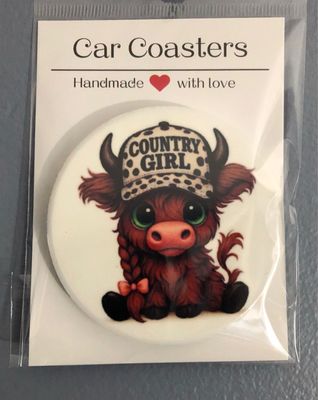 Car Coasters
Handmade ❤ with love
COUNTRY
GIRL